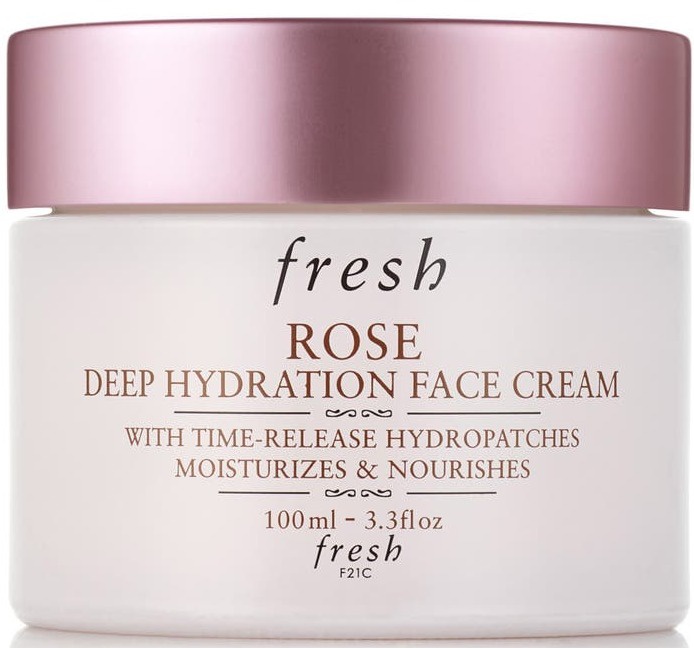 fresh
ROSE
DEEP HYDRATION FACE CREAM
WITH TIME-RELEASE HYDROPATCHES
MOISTURIZES & NOURISHES
100ml - 3.3fl oz
fresh
F21C